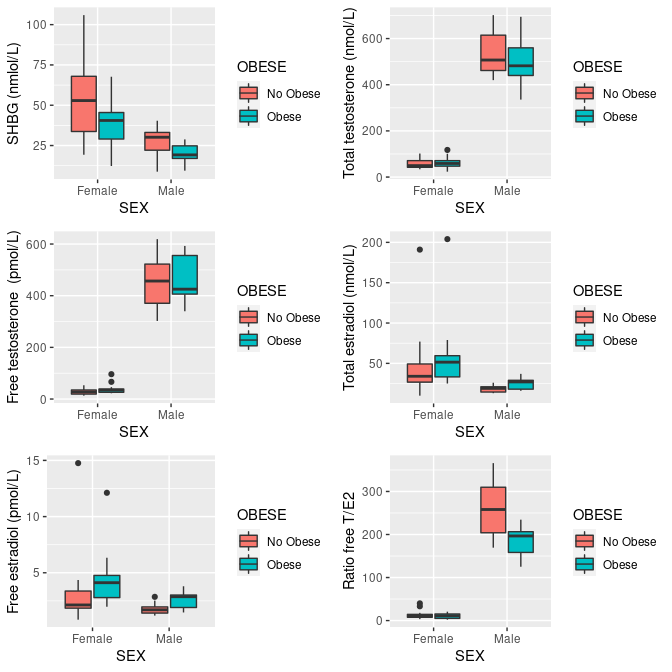 SHBG (nmlol/L)
100
75
50
25
Female
Male
SEX
OBESE
No Obese
Obese
Total testosterone (nmol/L)
600
400
200
0
Female
Male
SEX
OBESE
No Obese
Obese
Free testosterone (pmol/L)
600
400
200
0
Female
Male
SEX
OBESE
No Obese
Obese
Total estradiol (nmol/L)
200
150
100
50
Female
Male
SEX
OBESE
No Obese
Obese
Free estradiol (pmol/L)
15
10
5
Female
Male
SEX
OBESE
No Obese
Obese
Ratio free T/E2
300
200
100
0
Female
Male
SEX
OBESE
No Obese
Obese